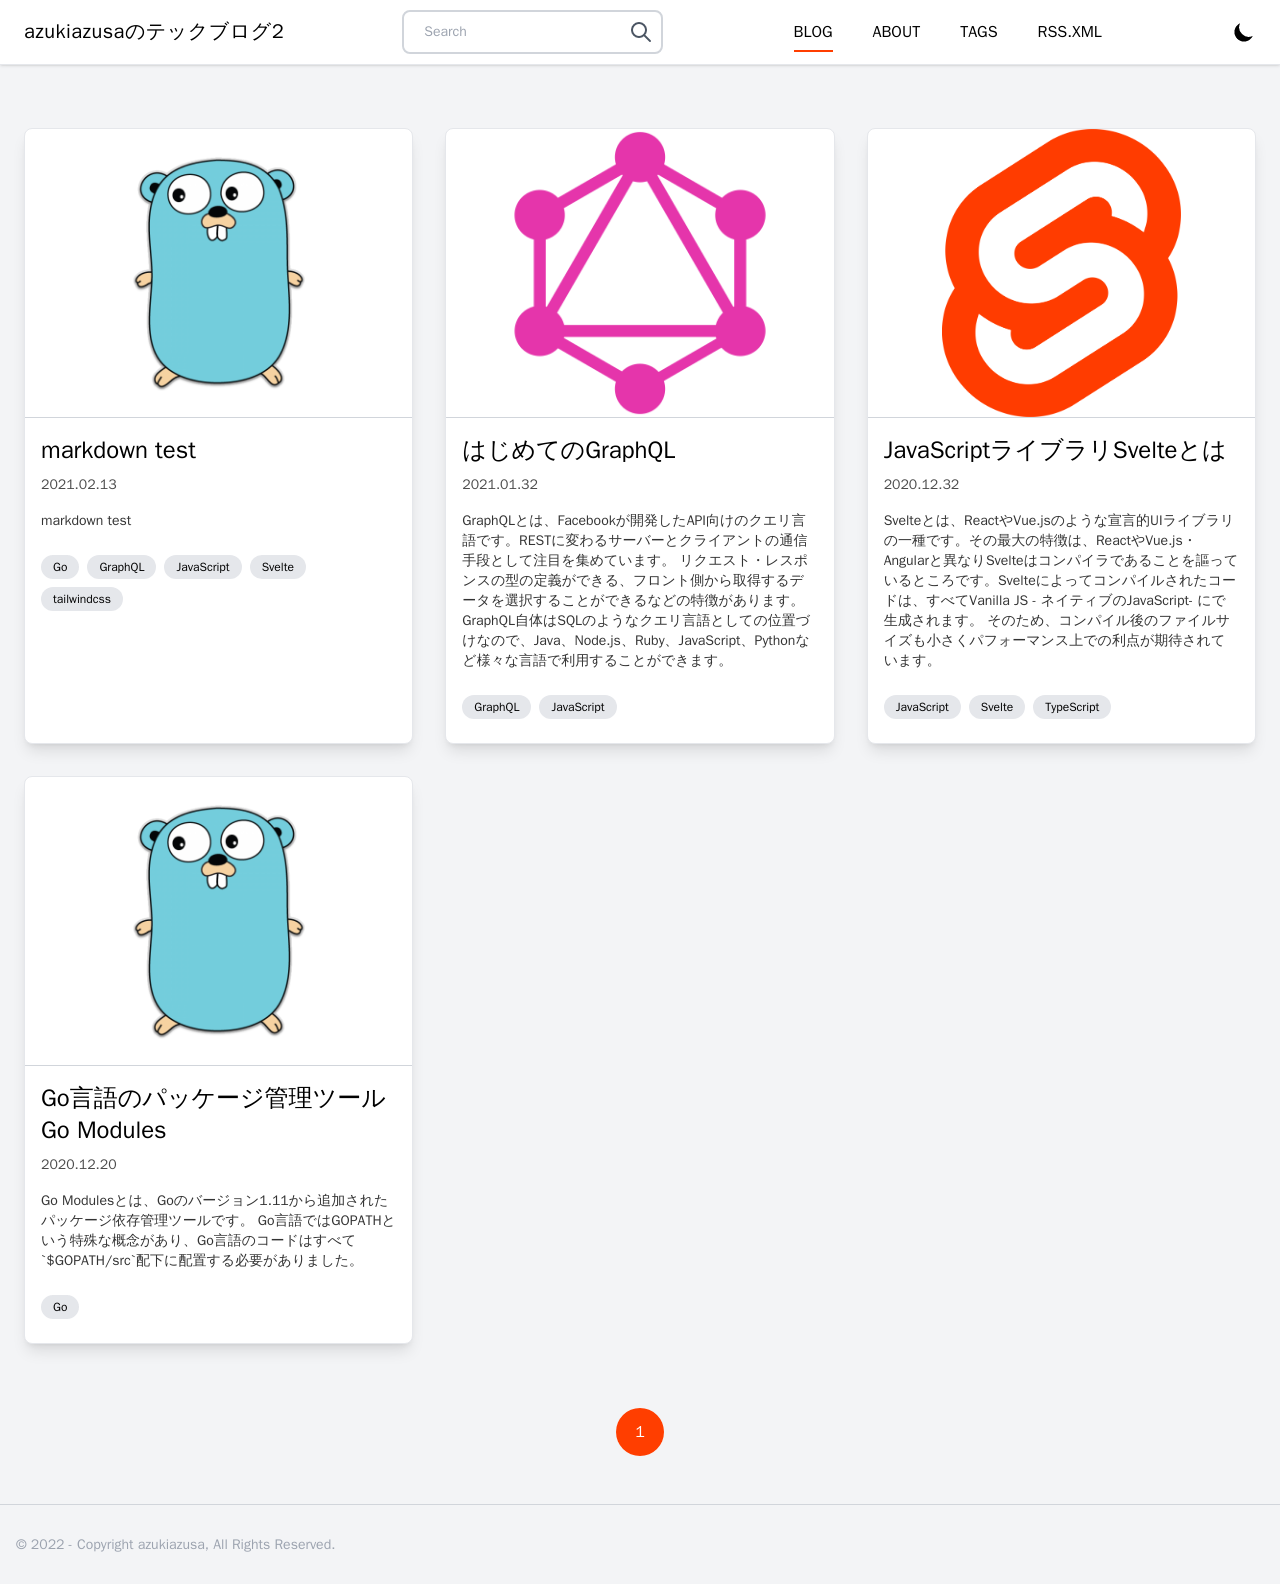 azukiazusaのテックブログ2
Search
BLOG
ABOUT
TAGS
RSS.XML
markdown test
2021.02.13
markdown test
Go
GraphQL
JavaScript
Svelte
tailwindcss
はじめてのGraphQL
2021.01.32
GraphQLとは、Facebookが開発したAPI向けのクエリ言
語です。RESTに変わるサーバーとクライアントの通信
手段として注目を集めています。 リクエスト・レスポ
ンスの型の定義ができる、フロント側から取得するデ
ータを選択することができるなどの特徴があります。
GraphQL自体はSQLのようなクエリ言語としての位置づ
けなので、Java、Node.js、Ruby、JavaScript、Pythonな
ど様々な言語で利用することができます。
GraphQL
JavaScript
JavaScriptライブラリSvelteとは
2020.12.32
Svelteとは、ReactやVue.jsのような宣言的UIライブラリ
の一種です。その最大の特徴は、ReactやVue.js・
Angularと異なりSvelteはコンパイラであることを謳って
いるところです。Svelteによってコンパイルされたコー
ドは、すべてVanilla JS - ネイティブのJavaScript- にで
生成されます。 そのため、コンパイル後のファイルサ
イズも小さくパフォーマンス上での利点が期待されて
います。
JavaScript
Svelte
TypeScript
Go言語のパッケージ管理ツール
Go Modules
2020.12.20
Go Modulesとは、Goのバージョン1.11から追加された
パッケージ依存管理ツールです。 Go言語ではGOPATHと
いう特殊な概念があり、Go言語のコードはすべて
`$GOPATH/src`配下に配置する必要がありました。
Go
1
© 2022 - Copyright azukiazusa, All Rights Reserved.